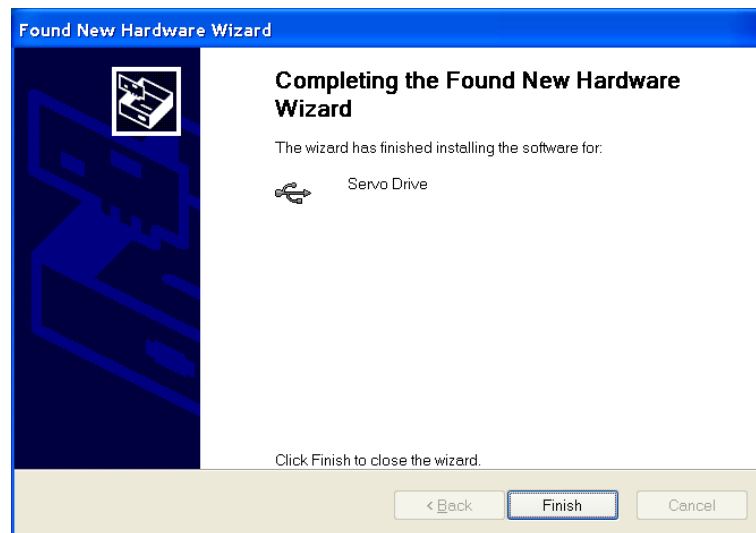 Found New Hardware Wizard
Completing the Found New Hardware
Wizard
The wizard has finished installing the software for:
Servo Drive
Click Finish to close the wizard.
< Back
Finish
Cancel